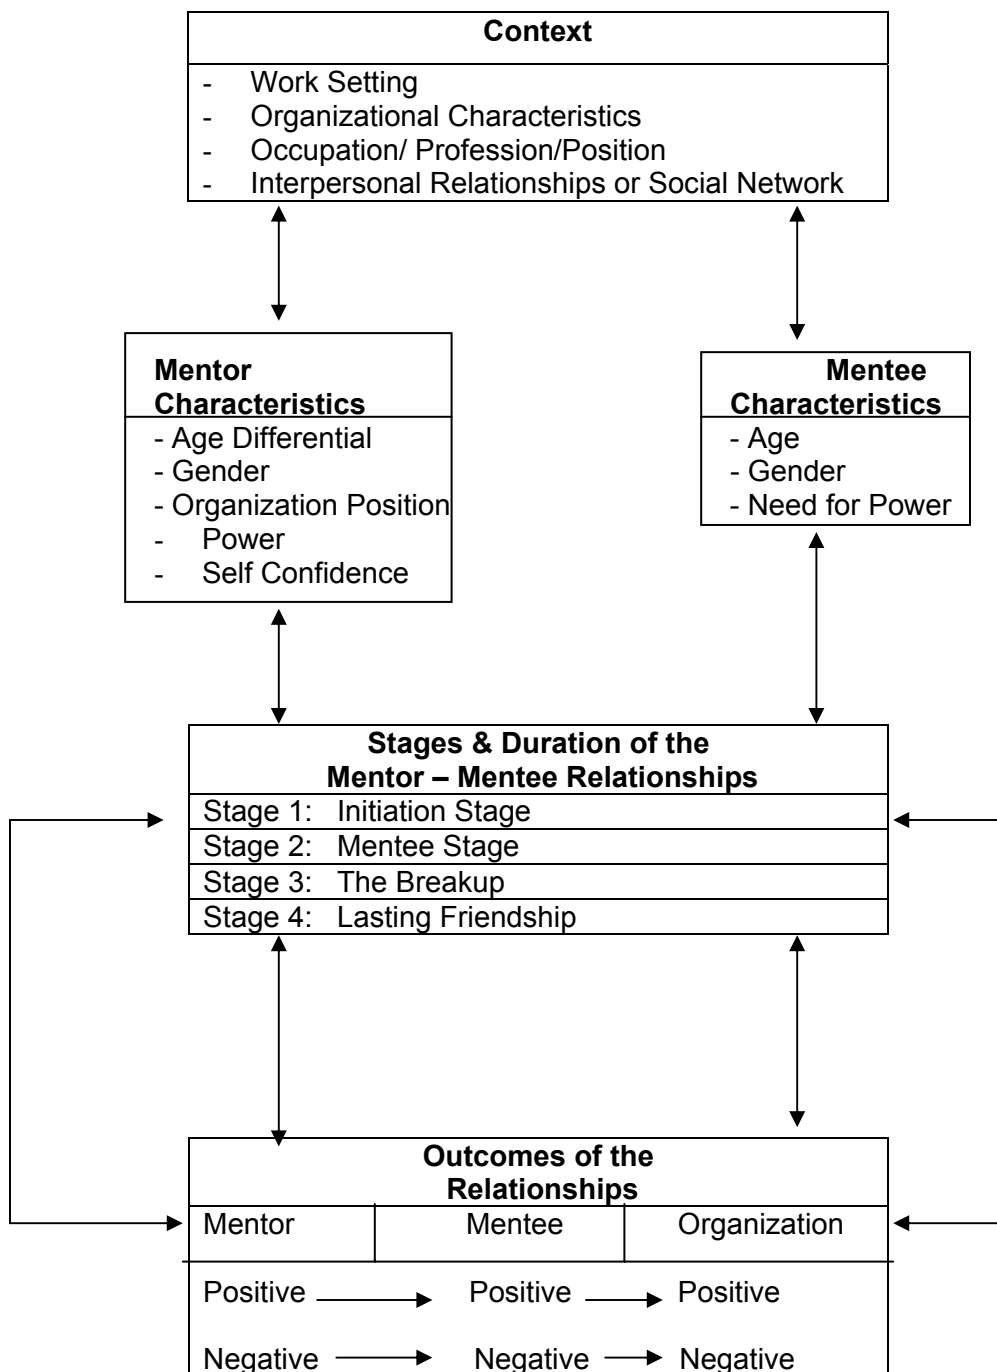 Context
- Work Setting
- Organizational Characteristics
- Occupation/ Profession/Position
- Interpersonal Relationships or Social Network
Mentor
Characteristics
- Age Differential
- Gender
- Organization Position
- Power
- Self Confidence
Mentee
Characteristics
- Age
- Gender
- Need for Power
Stages & Duration of the
Mentor – Mentee Relationships
Stage 1: Initiation Stage
Stage 2: Mentee Stage
Stage 3: The Breakup
Stage 4: Lasting Friendship
Outcomes of the
Relationships
Mentor Mentee Organization
Positive Positive Positive
Negative Negative Negative